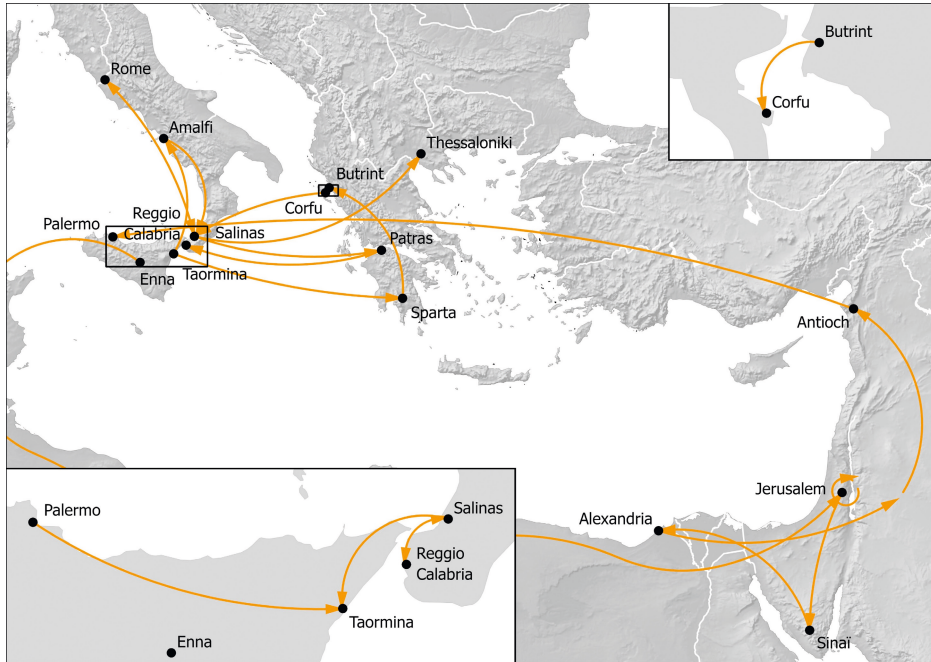 Rome
Butrint
Corfu
Amalfi
Thessaloniki
Butrint
Corfu
Palermo
Reggio
Calabria
Salinas
Patras
Enna
Taormina
Sparta
Antioch
Jerusalem
Alexandria
Sinaï
Palermo
Salinas
Reggio
Calabria
Taormina
Enna